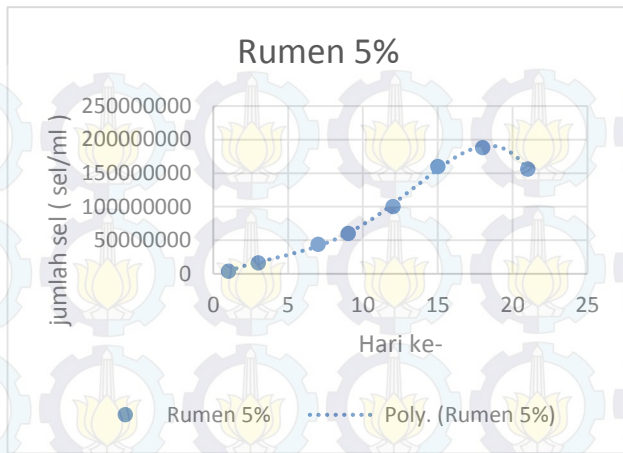 Rumen 5%
jumlah sel ( sel/ml )
250000000
200000000
150000000
100000000
50000000
0
0 5 10 15 20 25
Hari ke-
Rumen 5% Poly. (Rumen 5%)